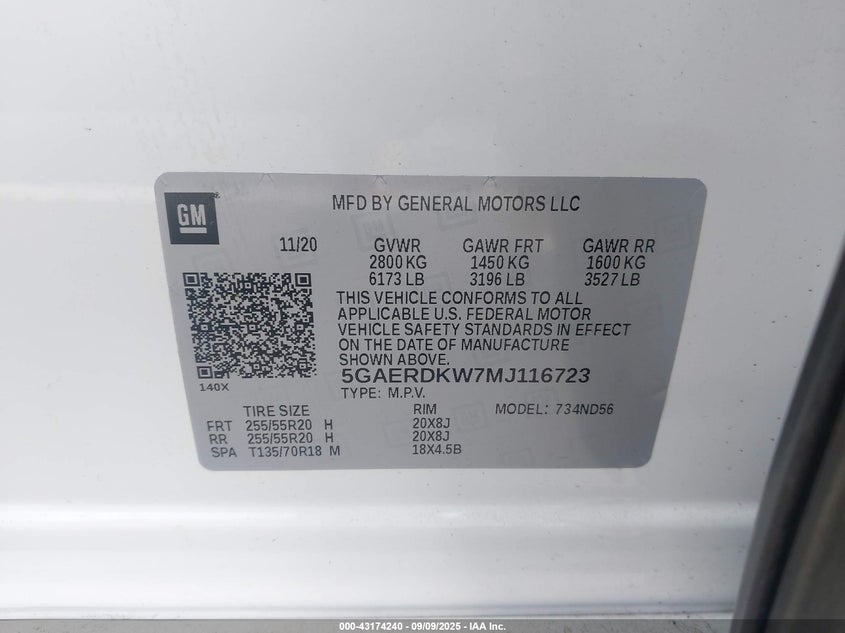 GM
MFD BY GENERAL MOTORS LLC
11/20 GVWR GAWR FRT GAWR RR
2800 KG 1450 KG 1600 KG
6173 LB 3196 LB 3527 LB
THIS VEHICLE CONFORMS TO ALL
APPLICABLE U.S. FEDERAL MOTOR
VEHICLE SAFETY STANDARDS IN EFFECT
ON THE DATE OF MANUFACTURE
SHOWN ABOVE.
140X
5GAERDKW7MJ116723
TYPE: M.P.V.
TIRE SIZE RIM MODEL: 734ND56
FRT 255/55R20 H 20X8J
RR 255/55R20 H 20X8J
SPA T135/70R18 M 18X4.5B
000-43174240 - 09/09/2025 - IAA Inc.